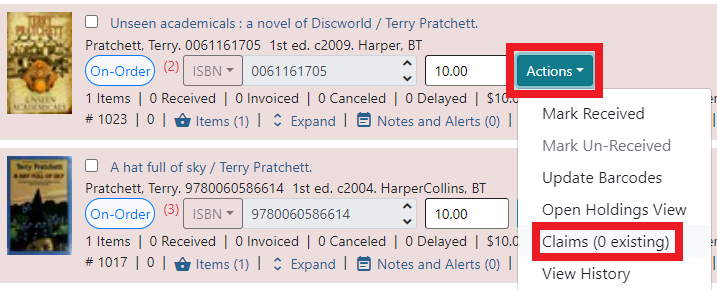 TERRY
PRATCHETT
UNSEEN
ACADEMICALS
Unseen academicals : a novel of Discworld / Terry Pratchett.
Pratchett, Terry. 0061161705 1st ed. c2009. Harper, BT
On-Order (2) ISBN 0061161705 10.00 Actions
1 Items | 0 Received | 0 Invoiced | 0 Canceled | 0 Delayed | $10.0
# 1023 | 0 | Items (1) | Expand | Notes and Alerts (0) |
Mark Received
Mark Un-Received
Update Barcodes
Open Holdings View
Claims (0 existing)
View History
Terry Pratchett
A HAT FULL OF SKY
A hat full of sky / Terry Pratchett.
Pratchett, Terry. 9780060586614 1st ed. c2004. HarperCollins, BT
On-Order (3) ISBN 9780060586614 10.00
1 Items | 0 Received | 0 Invoiced | 0 Canceled | 0 Delayed | $10.0
# 1017 | 0 | Items (1) | Expand | Notes and Alerts (0) |